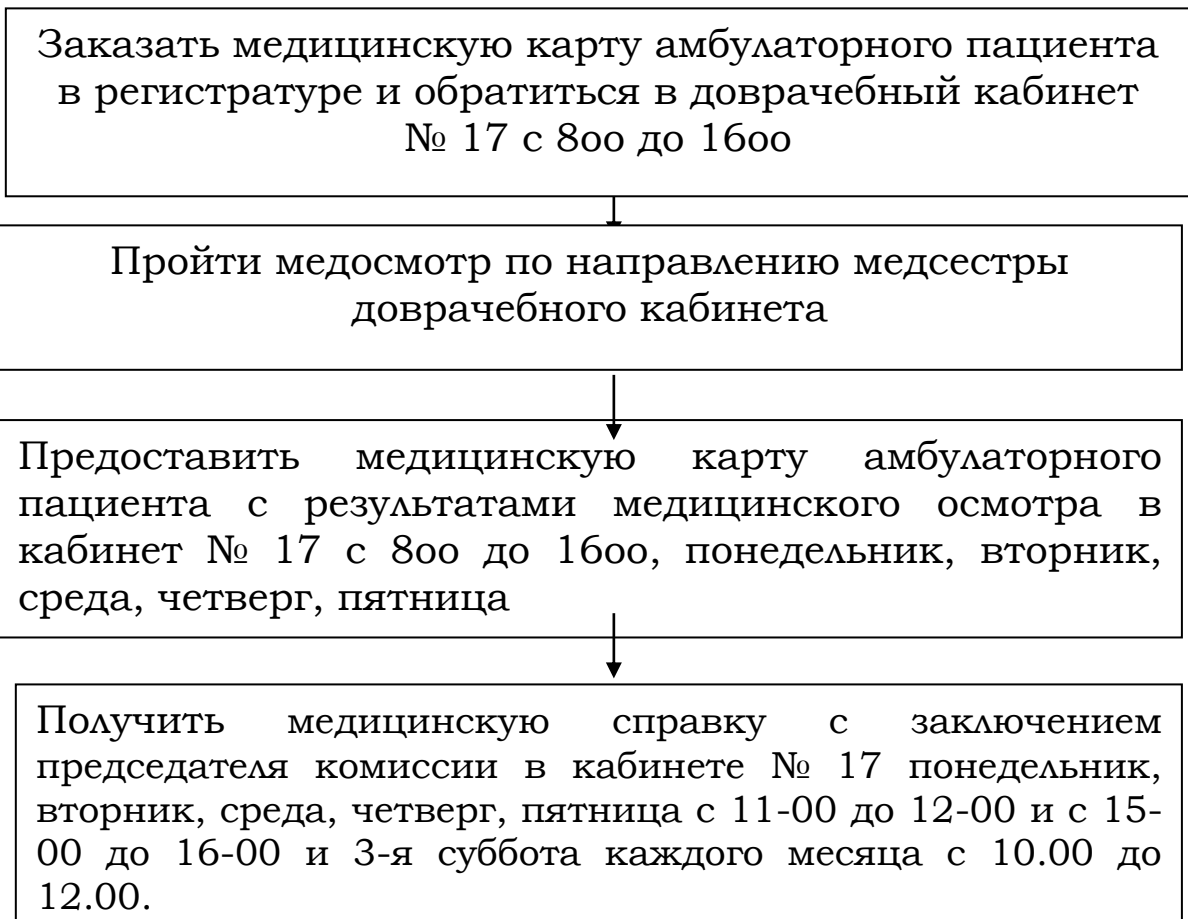 Заказать медицинскую карту амбулаторного пациента
в регистратуре и обратиться в доврачебный кабинет
№ 17 с 8оо до 16оо
Пройти медосмотр по направлению медсестры
доврачебного кабинета
Предоставить медицинскую карту амбулаторного
пациента с результатами медицинского осмотра в
кабинет № 17 с 8оо до 16оо, понедельник, вторник,
среда, четверг, пятница
Получить медицинскую справку с заключением
председателя комиссии в кабинете № 17 понедельник,
вторник, среда, четверг, пятница с 11-00 до 12-00 и с 15-
00 до 16-00 и 3-я суббота каждого месяца с 10.00 до
12.00.